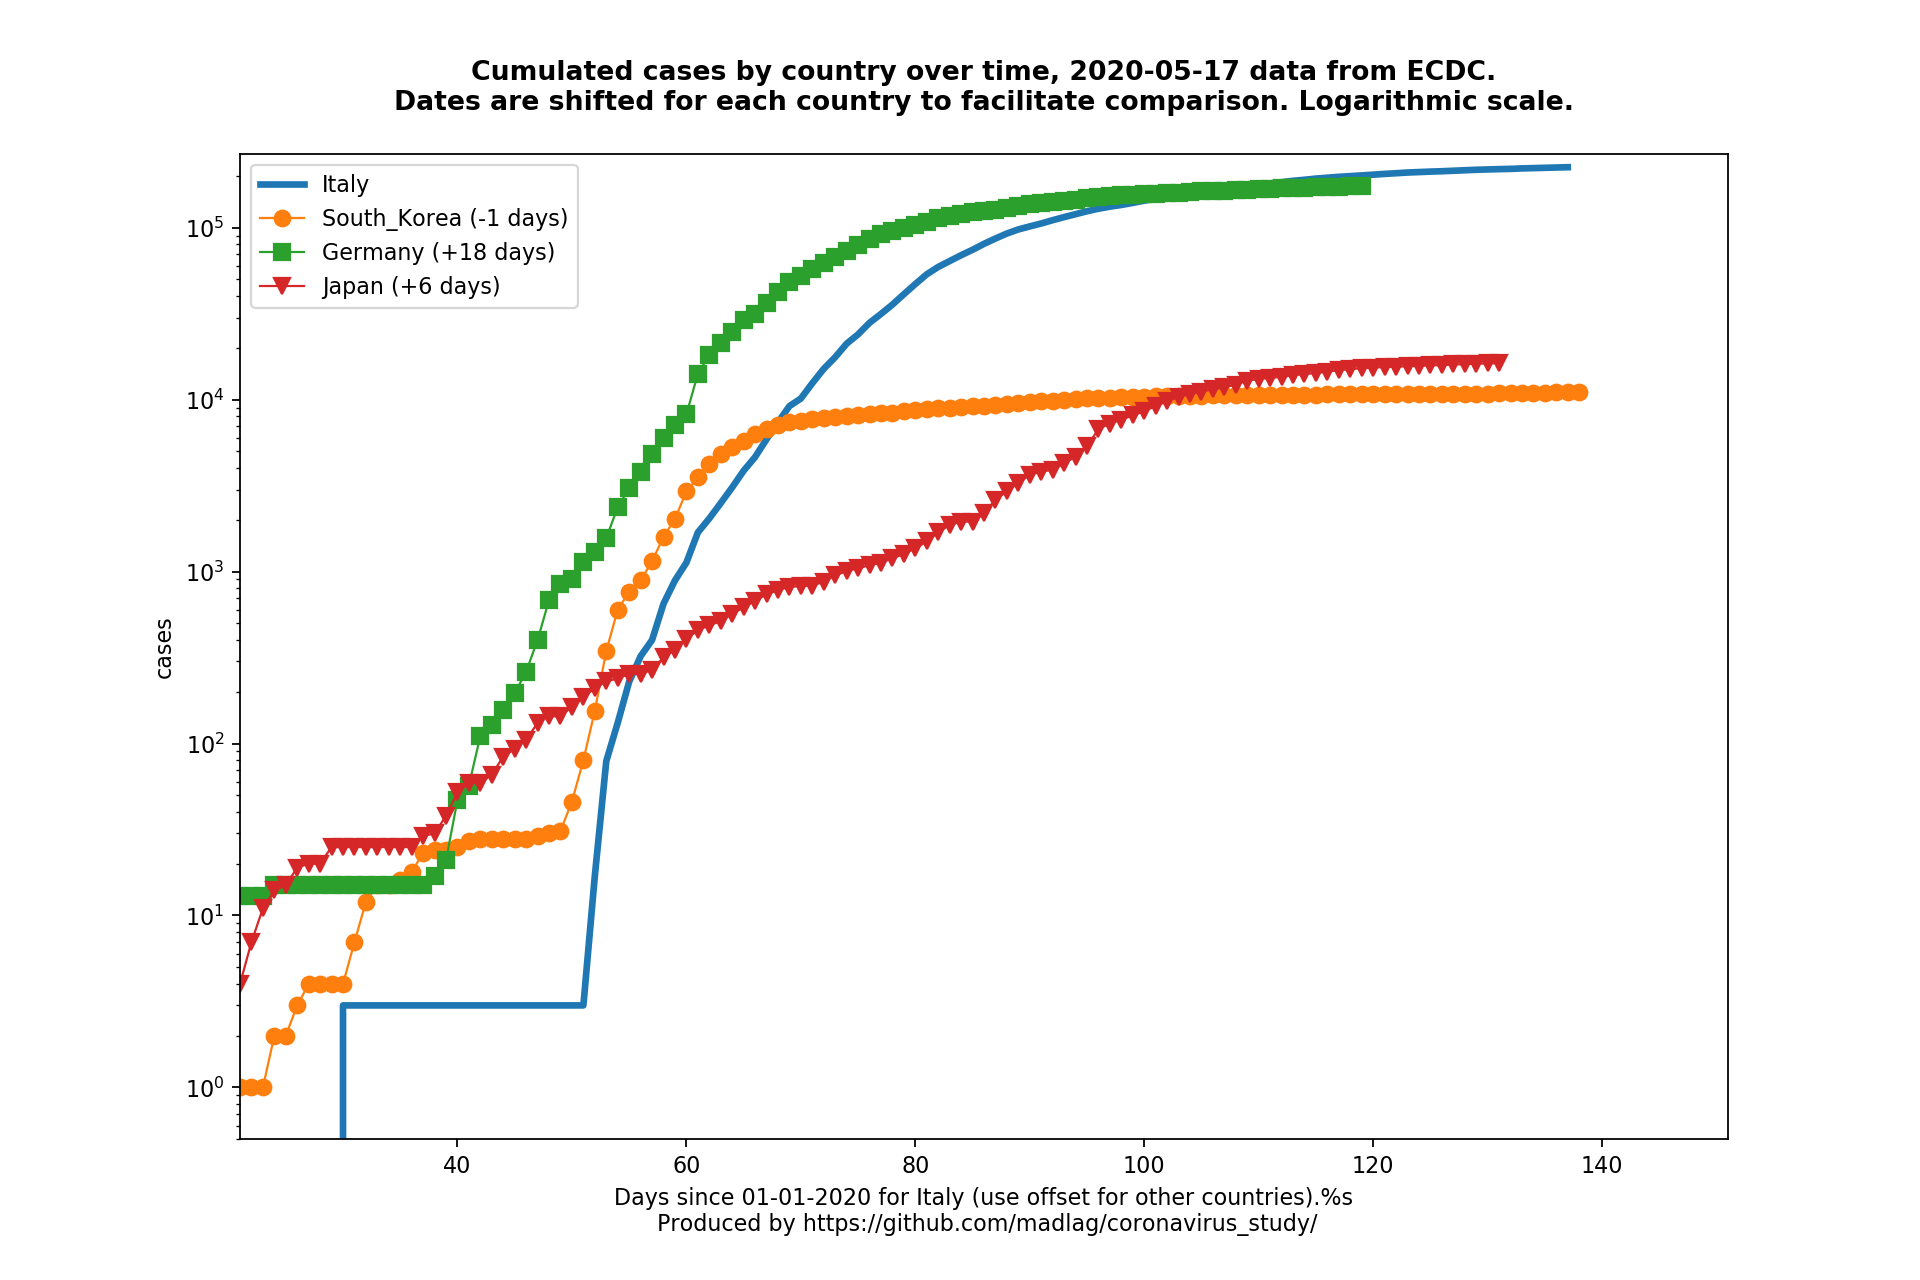 Cumulated cases by country over time, 2020-05-17 data from ECDC.
Dates are shifted for each country to facilitate comparison. Logarithmic scale.
Italy
South_Korea (-1 days)
Germany (+18 days)
Japan (+6 days)
10⁵
10⁴
10³
10²
10¹
10⁰
cases
40 60 80 100 120 140
Days since 01-01-2020 for Italy (use offset for other countries).%s
Produced by https://github.com/madlag/coronavirus_study/